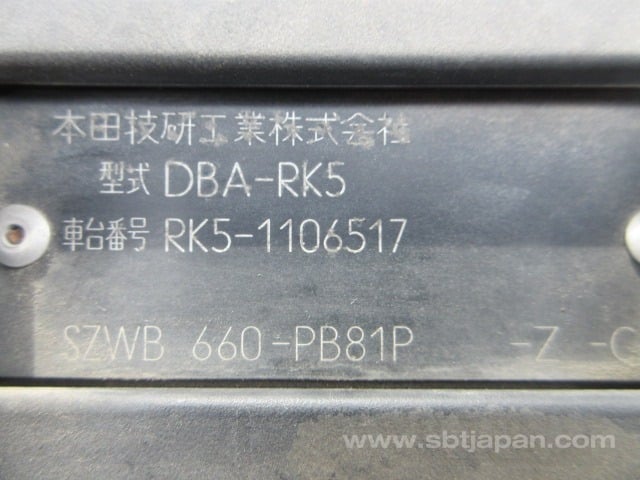 本田技研工業株式会社
型式 DBA-RK5
車台番号 RK5-1106517
SZWB 660-PB81P -Z -
www.sbtjapan.com